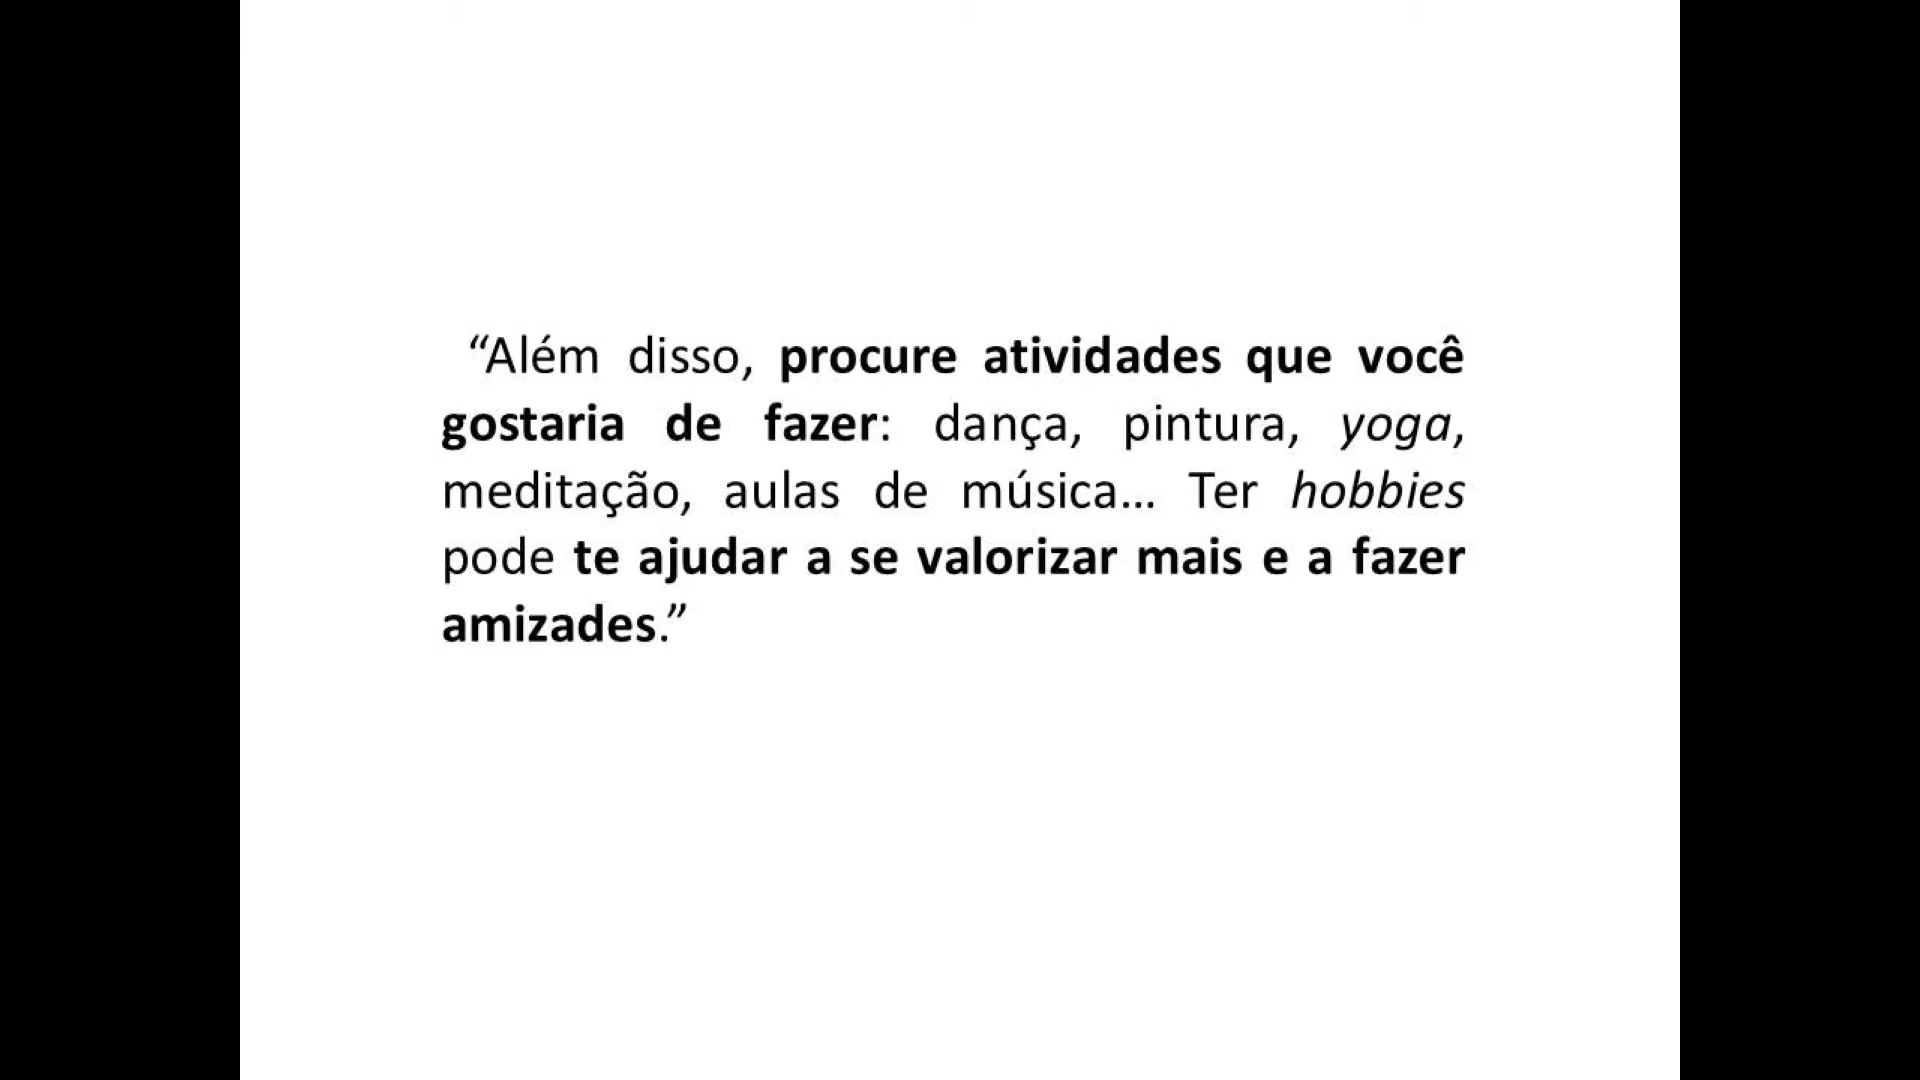 “Além disso, procure atividades que você
gostaria de fazer: dança, pintura, yoga,
meditação, aulas de música... Ter hobbies
pode te ajudar a se valorizar mais e a fazer
amizades.”